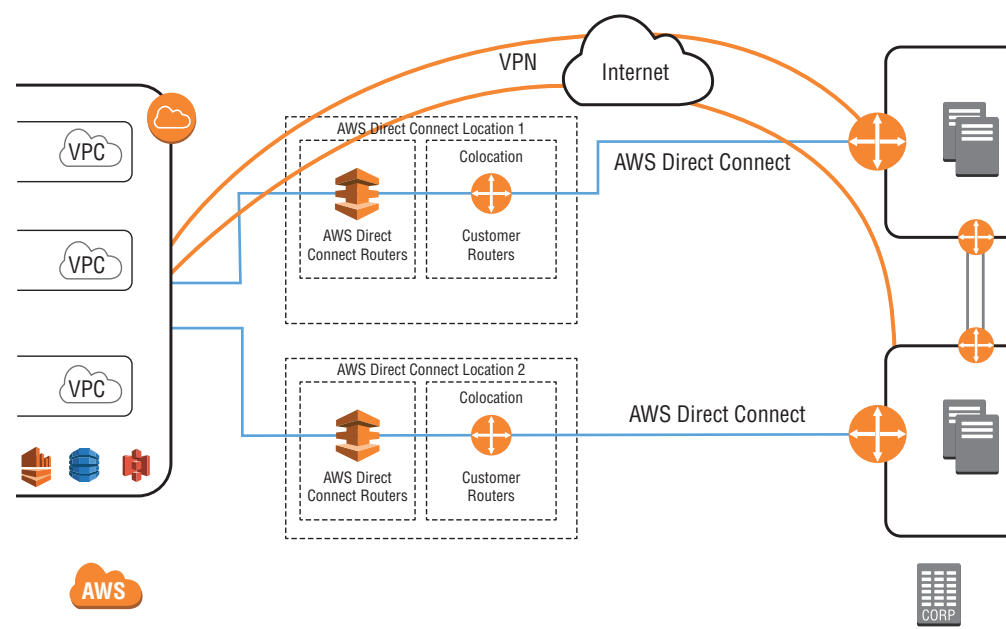 VPN
Internet
AWS Direct Connect Location 1
VPC
Colocation
AWS Direct Connect
AWS Direct
Connect Routers
Customer
Routers
VPC
AWS Direct Connect Location 2
VPC
Colocation
AWS Direct Connect
AWS Direct
Connect Routers
Customer
Routers
AWS
CORP